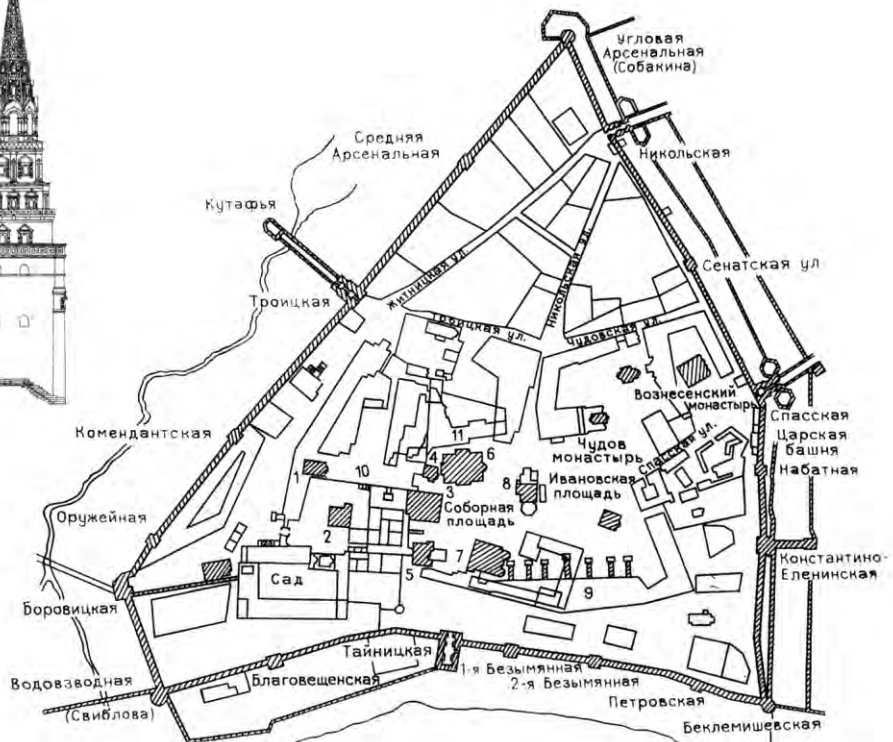 Угловая
Арсенальная
(Собакина)
Средняя
Арсенальная
Никольская
Кутафья
Сенатская ул
Житницкая ул.
Никольская ул.
Троицкая
Троицкая ул.
Чудовская ул.
Вознесенский
монастырь
Спасская
Царская
башня
Набатная
Комендантская
Чудов
монастырь
Спасская ул.
11
4
6
1
10
8
Ивановская
площадь
3
Соборная
площадь
Оружейная
2
Константино-
Еленинская
5
7
Сад
9
Боровицкая
Тайницкая
1-я Безымянная
2-я Безымянная
Водовзводная
(Свиблова)
Благовещенская
Петровская
Беклемишевская